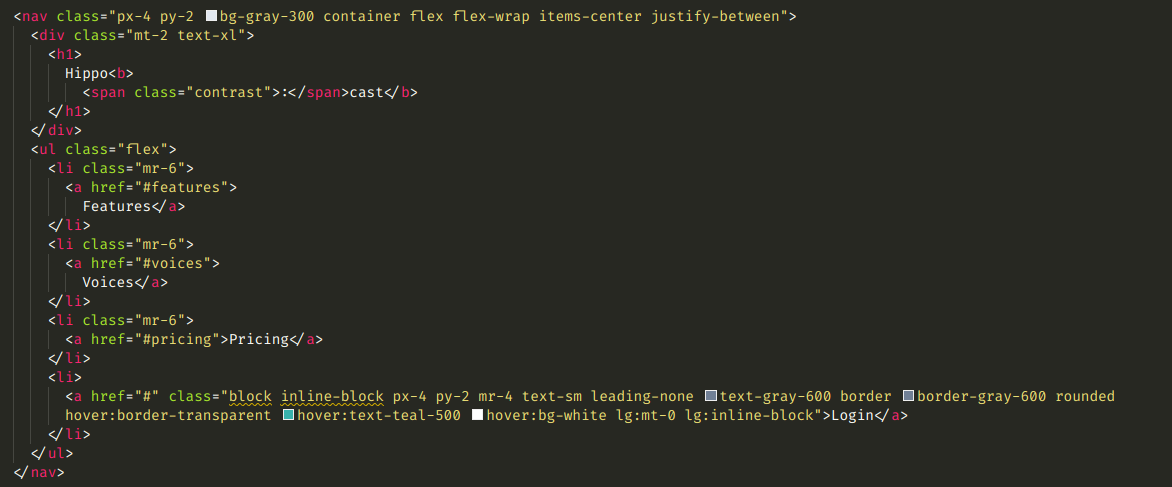 <nav class="px-4 py-2 bg-gray-300 container flex flex-wrap items-center justify-between">
<div class="mt-2 text-xl">
<h1>
Hippo<b>
<span class="contrast">:</span>cast</b>
</h1>
</div>
<ul class="flex">
<li class="mr-6">
<a href="#features">
Features</a>
</li>
<li class="mr-6">
<a href="#voices">
Voices</a>
</li>
<li class="mr-6">
<a href="#pricing">Pricing</a>
</li>
<li>
<a href="#" class="block inline-block px-4 py-2 mr-4 text-sm leading-none text-gray-600 border border-gray-600 rounded
hover:border-transparent hover:text-teal-500 hover:bg-white lg:mt-0 lg:inline-block">Login</a>
</li>
</ul>
</nav>